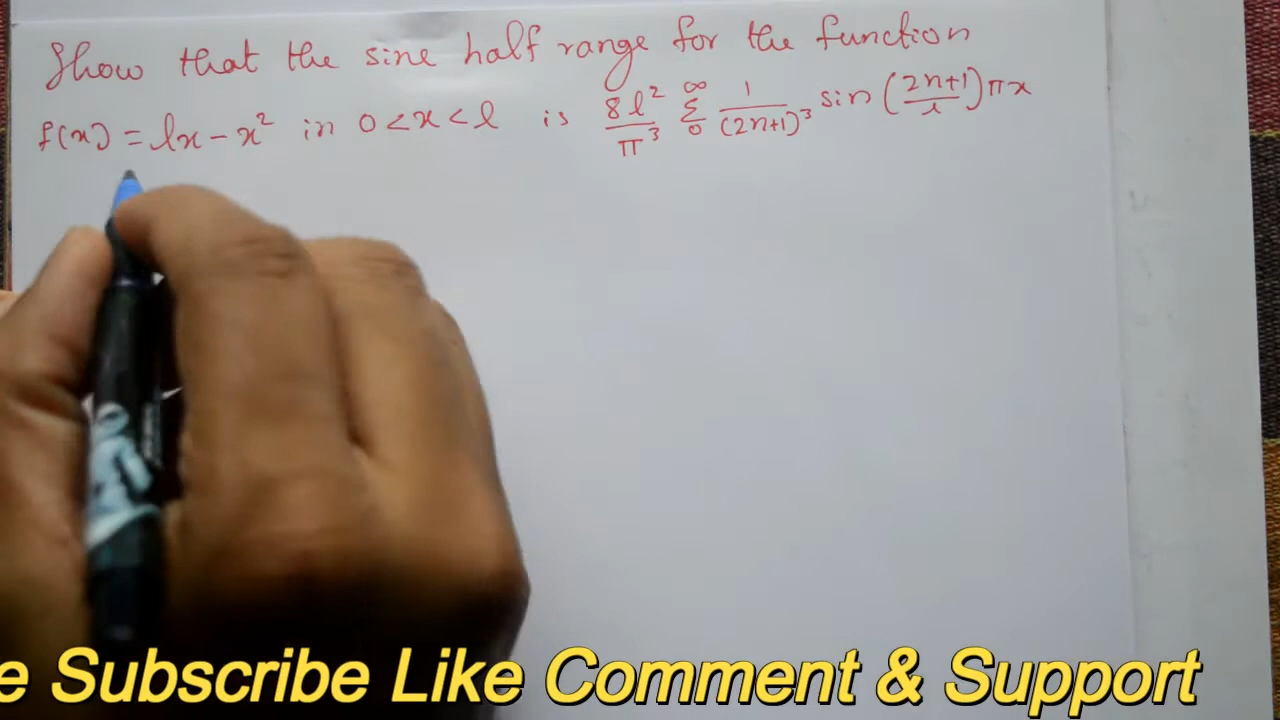 Show that the sine half range for the function
f(x) = lx - x² in 0 < x < l is 8l²/π³ ∞ Σ 0 1/(2n+1)³ sin (2n+1/l) πx
e Subscribe Like Comment & Support